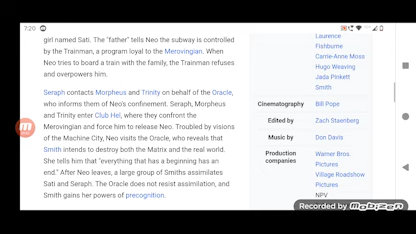 7:20
girl named Sati. The "father" tells Neo the subway is controlled
by the Trainman, a program loyal to the Merovingian. When
Neo tries to board a train with the family, the Trainman refuses
and overpowers him.
Seraph contacts Morpheus and Trinity on behalf of the Oracle,
who informs them of Neo's confinement. Seraph, Morpheus
and Trinity enter Club Hel, where they confront the
Merovingian and force him to release Neo. Troubled by visions
of the Machine City, Neo visits the Oracle, who reveals that
Smith intends to destroy both the Matrix and the real world.
She tells him that "everything that has a beginning has an
end." After Neo leaves, a large group of Smiths assimilates
Sati and Seraph. The Oracle does not resist assimilation, and
Smith gains her powers of precognition.
Laurence
Fishburne
Carrie-Anne Moss
Hugo Weaving
Jada Pinkett
Smith
Cinematography Bill Pope
Edited by Zach Staenberg
Music by Don Davis
Production Warner Bros.
companies Pictures
Village Roadshow
Pictures
NPV
Recorded by Mobizen